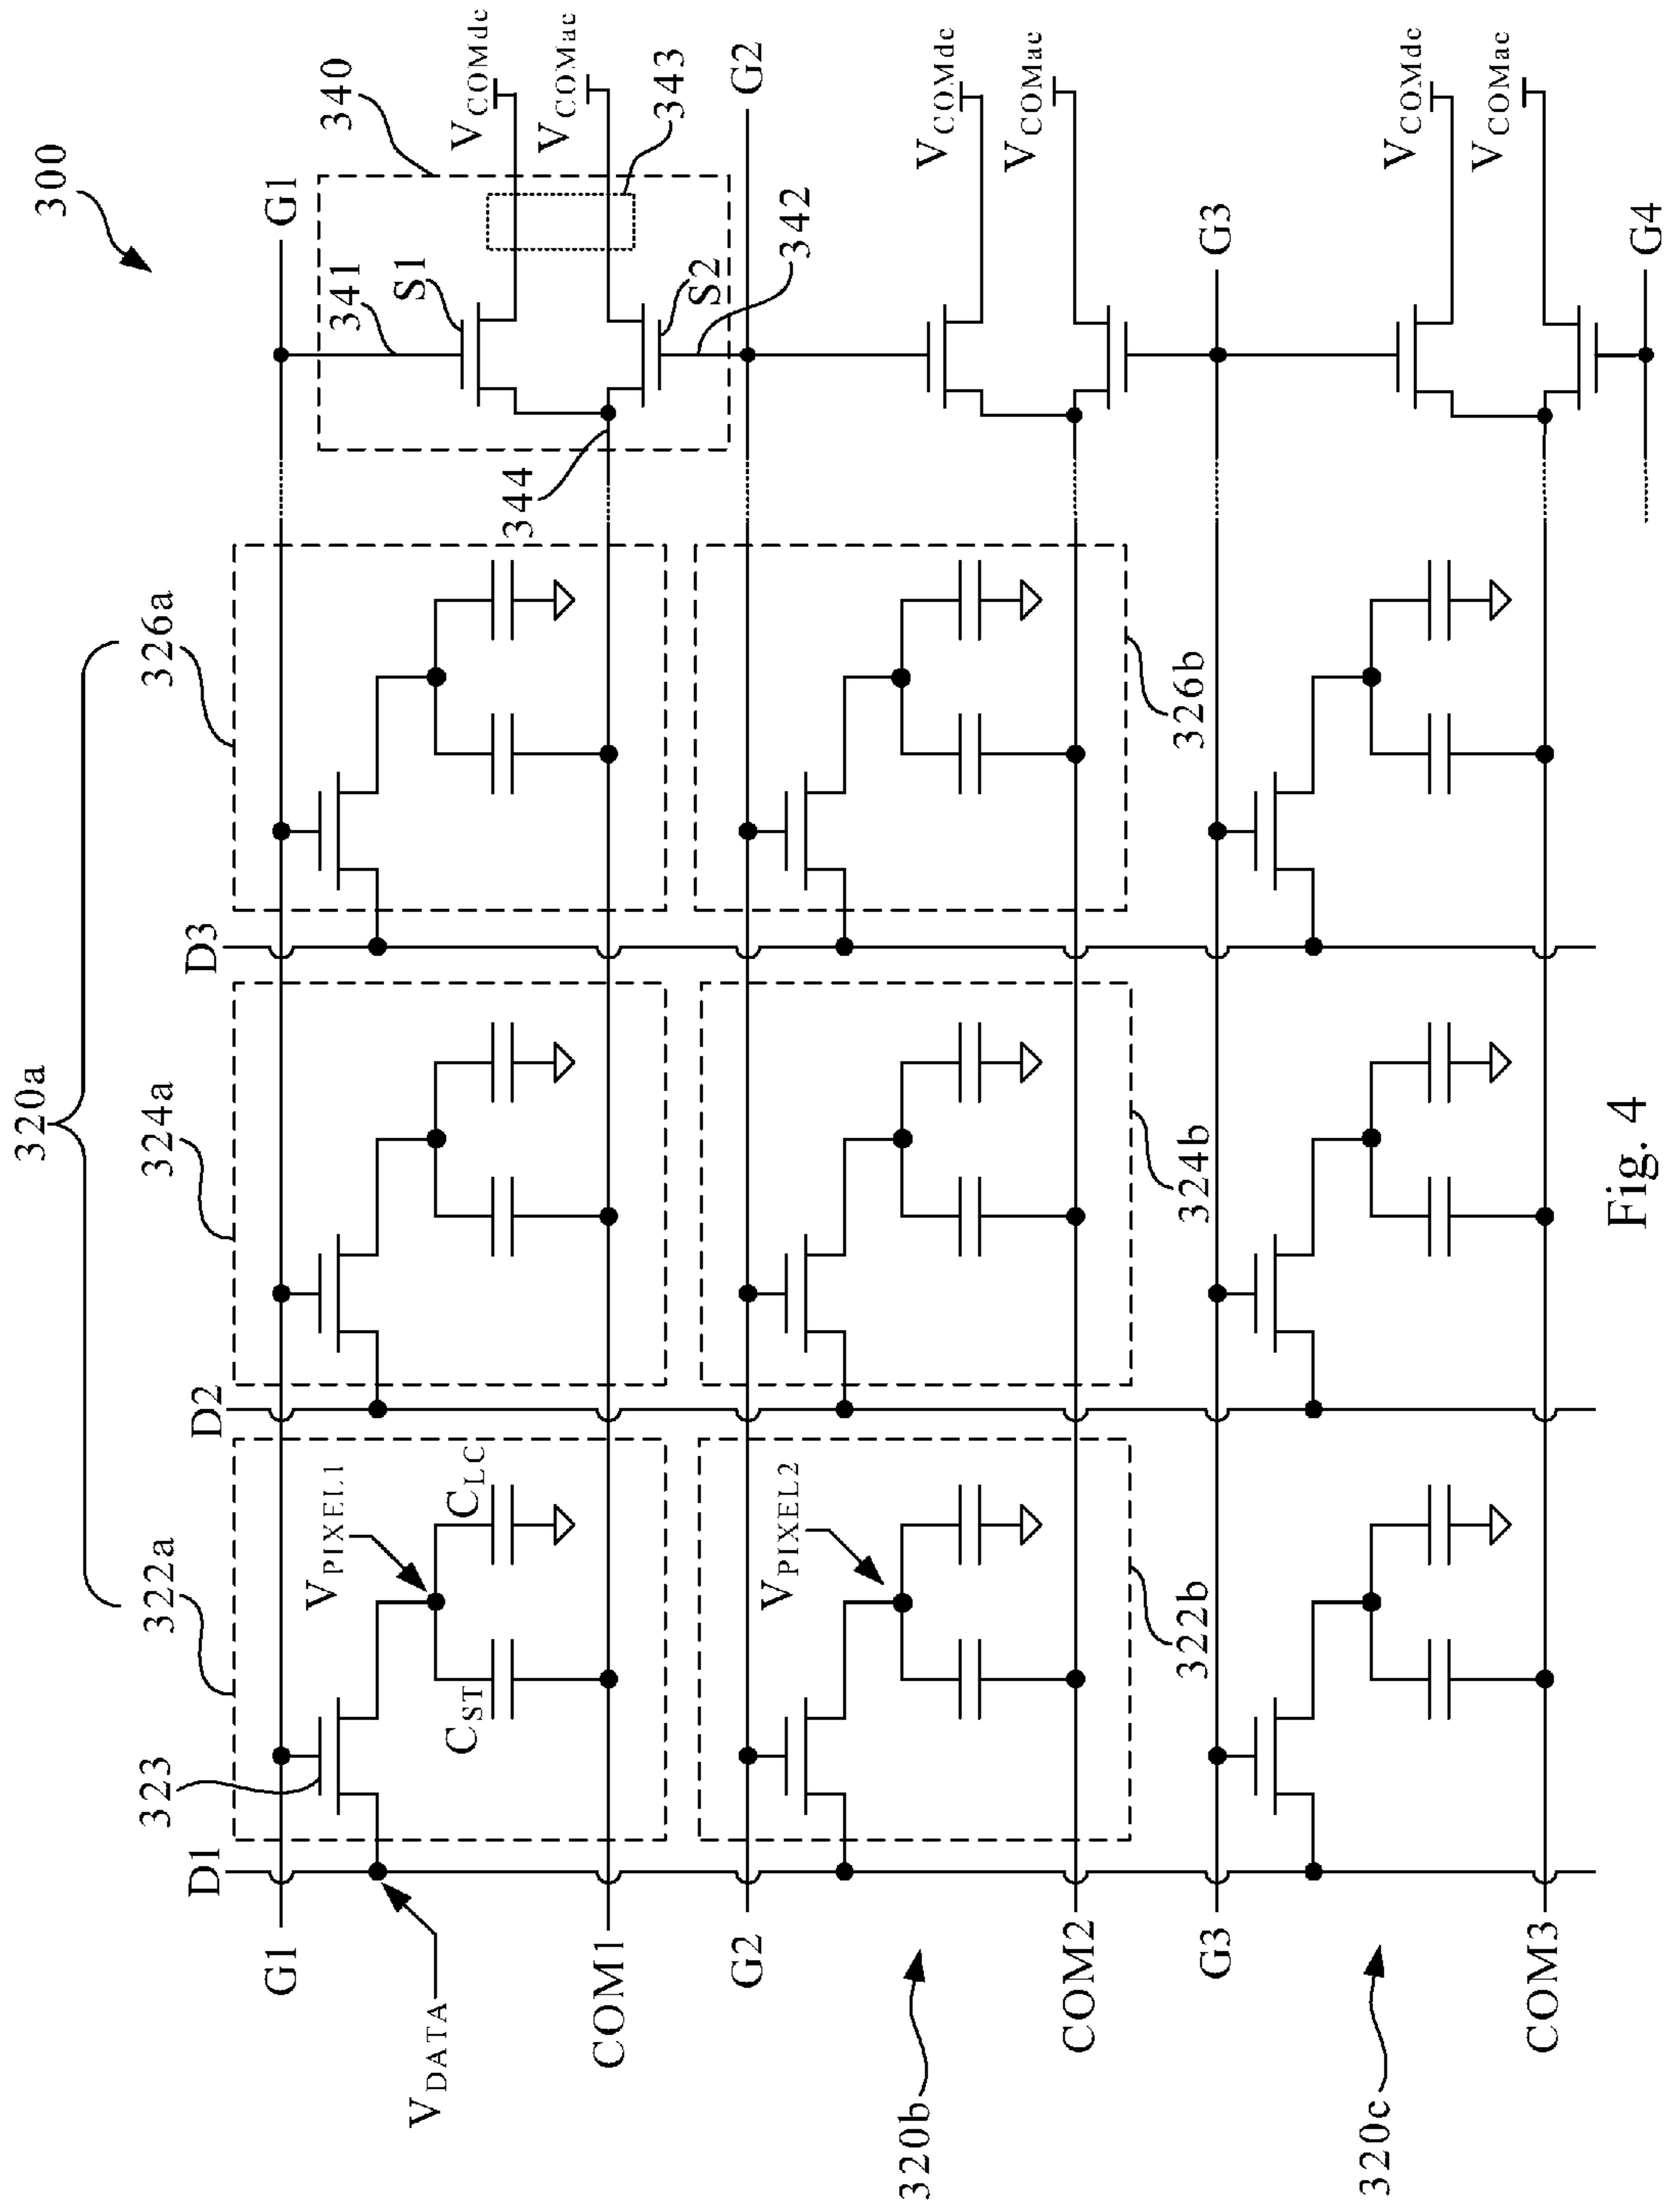 300
320a
322a
324a
326a
340
323
D1
D2
D3
G1
G1
341
S1
VCOMdc
VCOMac
343
344
S2
342
VDATA
VPIXEL1
CST
CLC
COM1
G2
G2
VPIXEL2
VCOMdc
VCOMac
320b
322b
324b
326b
COM2
G3
G3
VCOMdc
VCOMac
320c
COM3
G4
Fig. 4